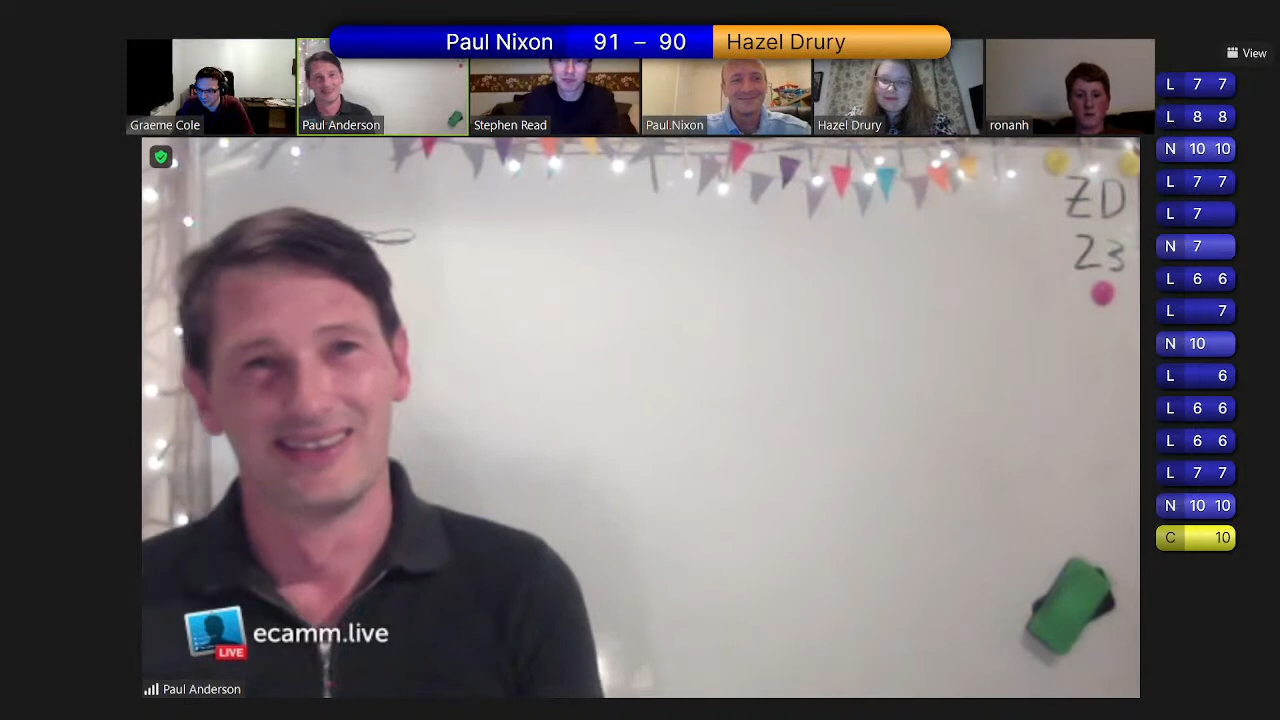 Paul Nixon 91 – 90 Hazel Drury
View
Graeme Cole
Paul Anderson
Stephen Read
Paul.Nixon
Hazel Drury
ronanh
L 7 7
L 8 8
N 10 10
L 7 7
L 7
N 7
L 6 6
L 7
N 10
L 6
L 6 6
L 6 6
L 7 7
N 10 10
C 10
ZD
23
ecamm.live
LIVE
Paul Anderson